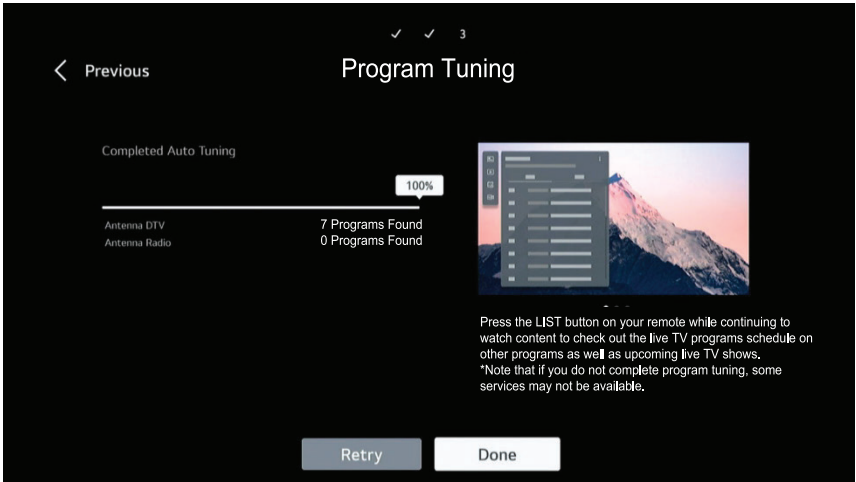 3
Previous
Program Tuning
Completed Auto Tuning
100%
Antenna DTV 7 Programs Found
Antenna Radio 0 Programs Found
Press the LIST button on your remote while continuing to
watch content to check out the live TV programs schedule on
other programs as well as upcoming live TV shows.
*Note that if you do not complete program tuning, some
services may not be available.
Retry
Done